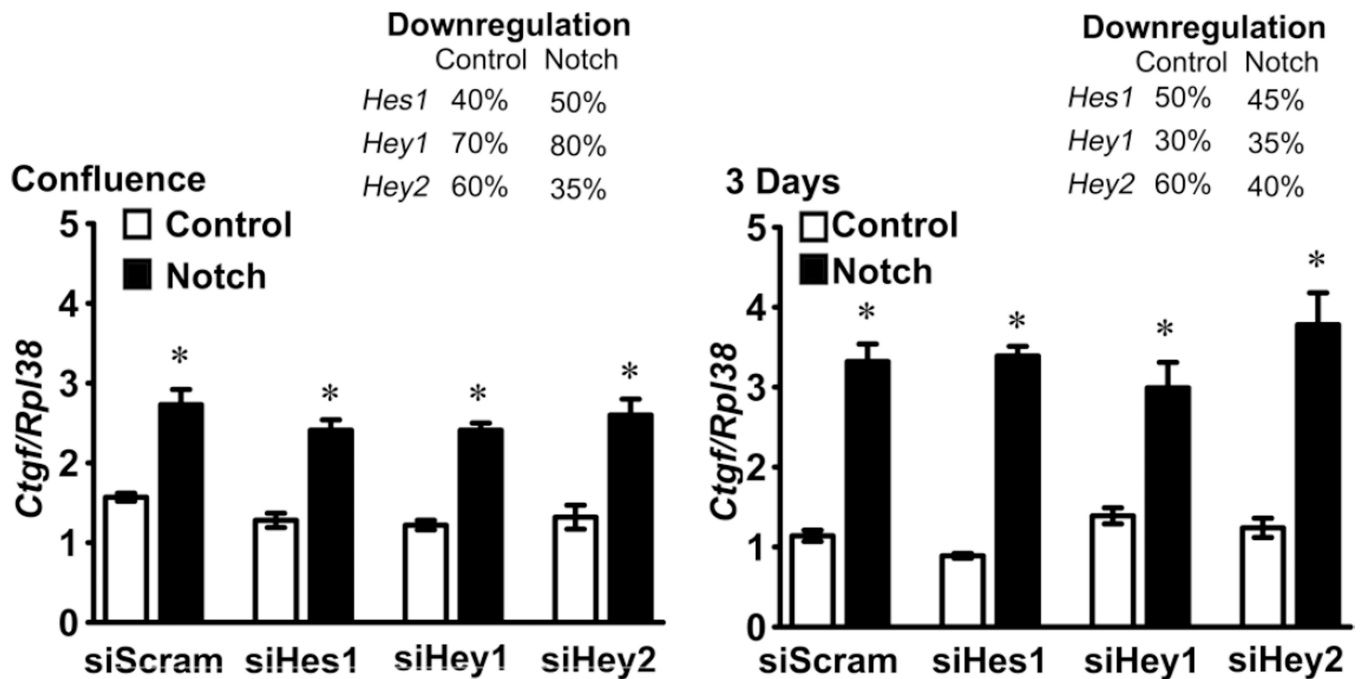 Downregulation
Control Notch
Hes1 40% 50%
Hey1 70% 80%
Hey2 60% 35%
Confluence
Control
Notch
Ctgf/Rpl38
5
4
3
2
1
0
*
*
*
*
siScram siHes1 siHey1 siHey2
Downregulation
Control Notch
Hes1 50% 45%
Hey1 30% 35%
Hey2 60% 40%
3 Days
Control
Notch
Ctgf/Rpl38
5
4
3
2
1
0
*
*
*
*
siScram siHes1 siHey1 siHey2